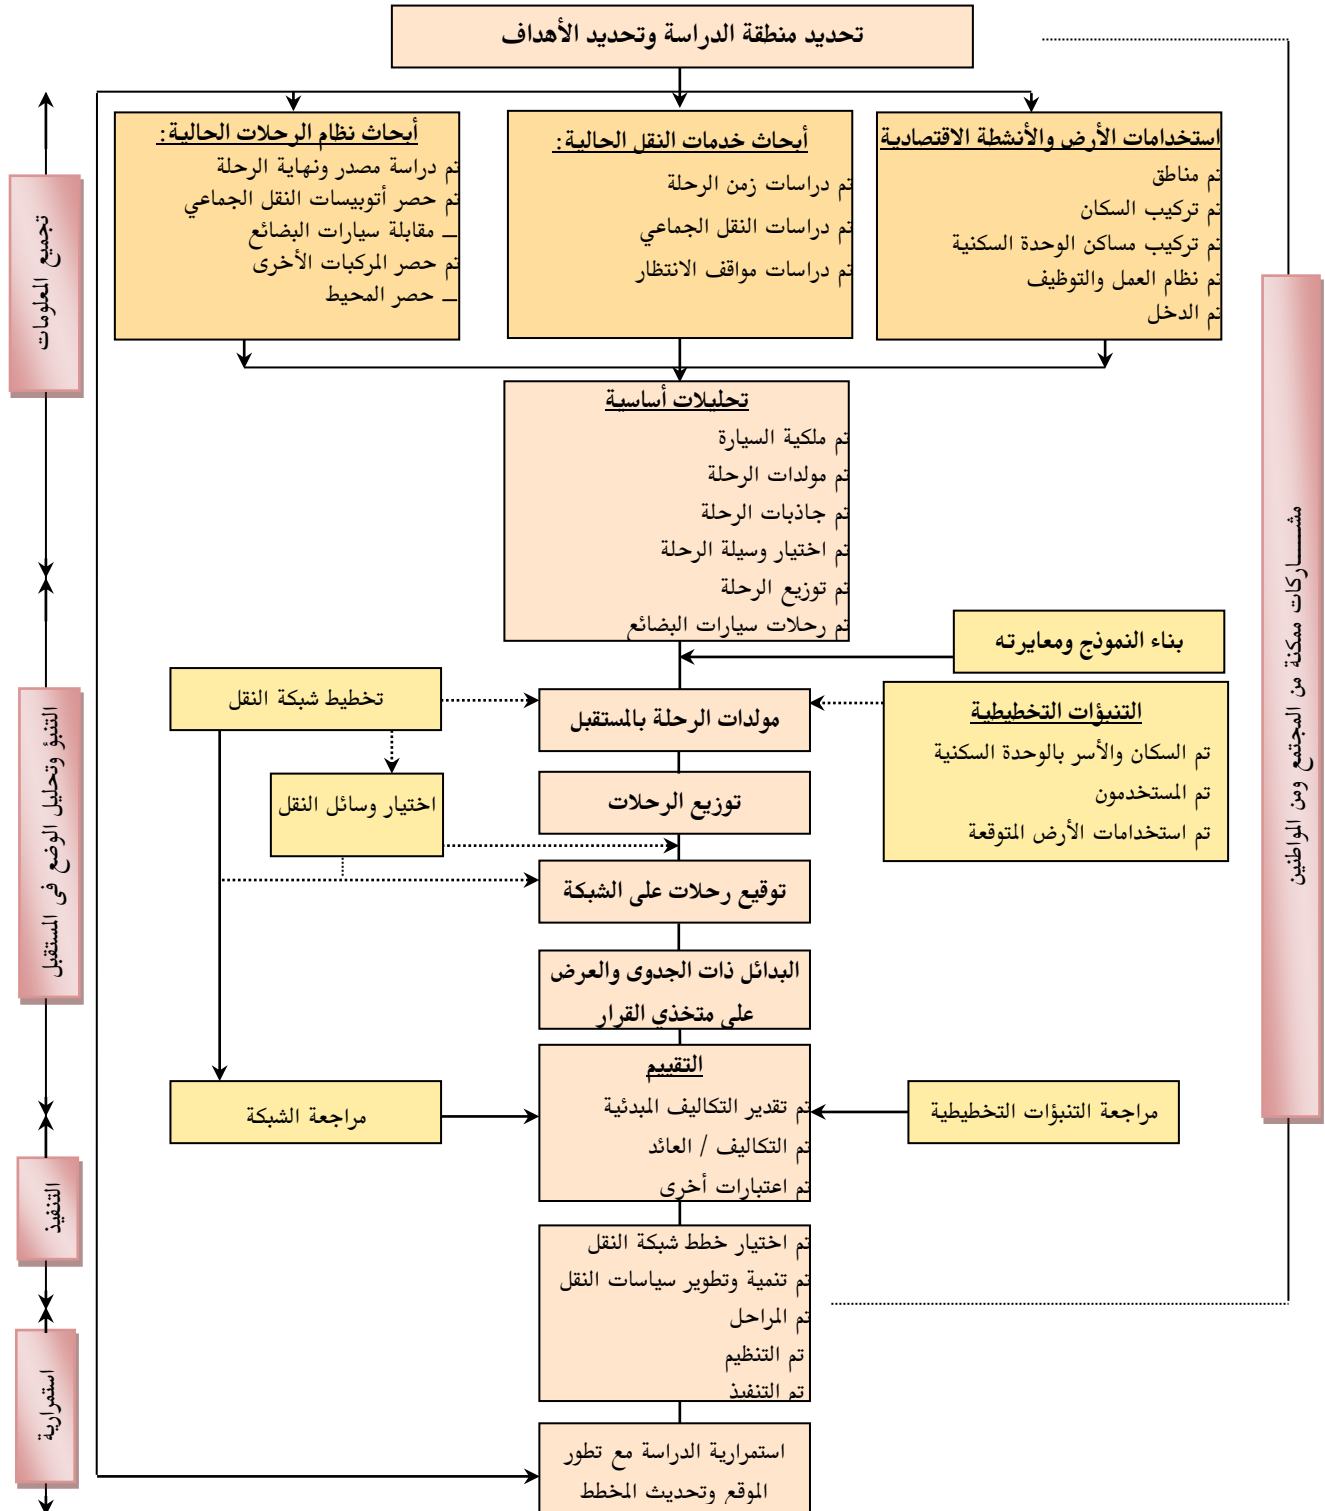 تحديد منطقة الدراسة وتحديد الأهداف
استخدامات الأرض والأنشطة الاقتصادية
تم مناطق
تم تركيب السكان
تم تركيب مساكن الوحدة السكنية
تم نظام العمل والتوظيف
تم الدخل
أبحاث خدمات النقل الحالية:
تم دراسات زمن الرحلة
تم دراسات النقل الجماعي
تم دراسات مواقف الانتظار
أبحاث نظام الرحلات الحالية:
تم دراسة مصدر ونهاية الرحلة
تم حصر أتوبيسات النقل الجماعي
_ مقابلة سيارات البضائع
تم حصر المركبات الأخرى
_ حصر المحيط
تجميع المعلومات
تحليلات أساسية
تم ملكية السيارة
تم مولدات الرحلة
تم جاذبات الرحلة
تم اختيار وسيلة الرحلة
تم توزيع الرحلة
تم رحلات سيارات البضائع
مشـــــاركات ممكنة من المجتمع ومن المواطنين
بناء النموذج ومعايرته
التنبؤات التخطيطية
تم السكان والأسر بالوحدة السكنية
تم المستخدمون
تم استخدامات الأرض المتوقعة
مولدات الرحلة بالمستقبل
تخطيط شبكة النقل
توزيع الرحلات
اختيار وسائل النقل
توقيع رحلات على الشبكة
التنبؤ وتحليل الوضع فى المستقبل
البدائل ذات الجدوى والعرض
على متخذي القرار
التقييم
تم تقدير التكاليف المبدئية
تم التكاليف / العائد
تم اعتبارات أخرى
مراجعة التنبؤات التخطيطية
مراجعة الشبكة
التنفيذ
تم اختيار خطط شبكة النقل
تم تنمية وتطوير سياسات النقل
تم المراحل
تم التنظيم
تم التنفيذ
استمرارية
استمرارية الدراسة مع تطور
الموقع وتحديث المخطط